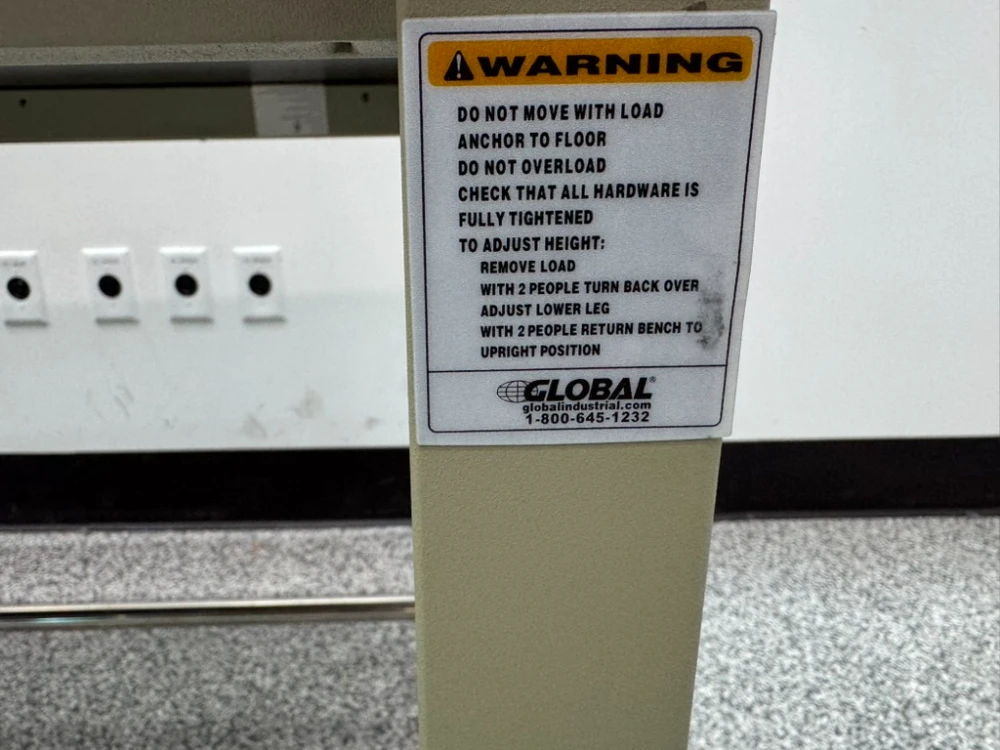 WARNING
DO NOT MOVE WITH LOAD
ANCHOR TO FLOOR
DO NOT OVERLOAD
CHECK THAT ALL HARDWARE IS
FULLY TIGHTENED
TO ADJUST HEIGHT:
REMOVE LOAD
WITH 2 PEOPLE TURN BACK OVER
ADJUST LOWER LEG
WITH 2 PEOPLE RETURN BENCH TO
UPRIGHT POSITION
GLOBAL®
globalindustrial.com
1-800-645-1232